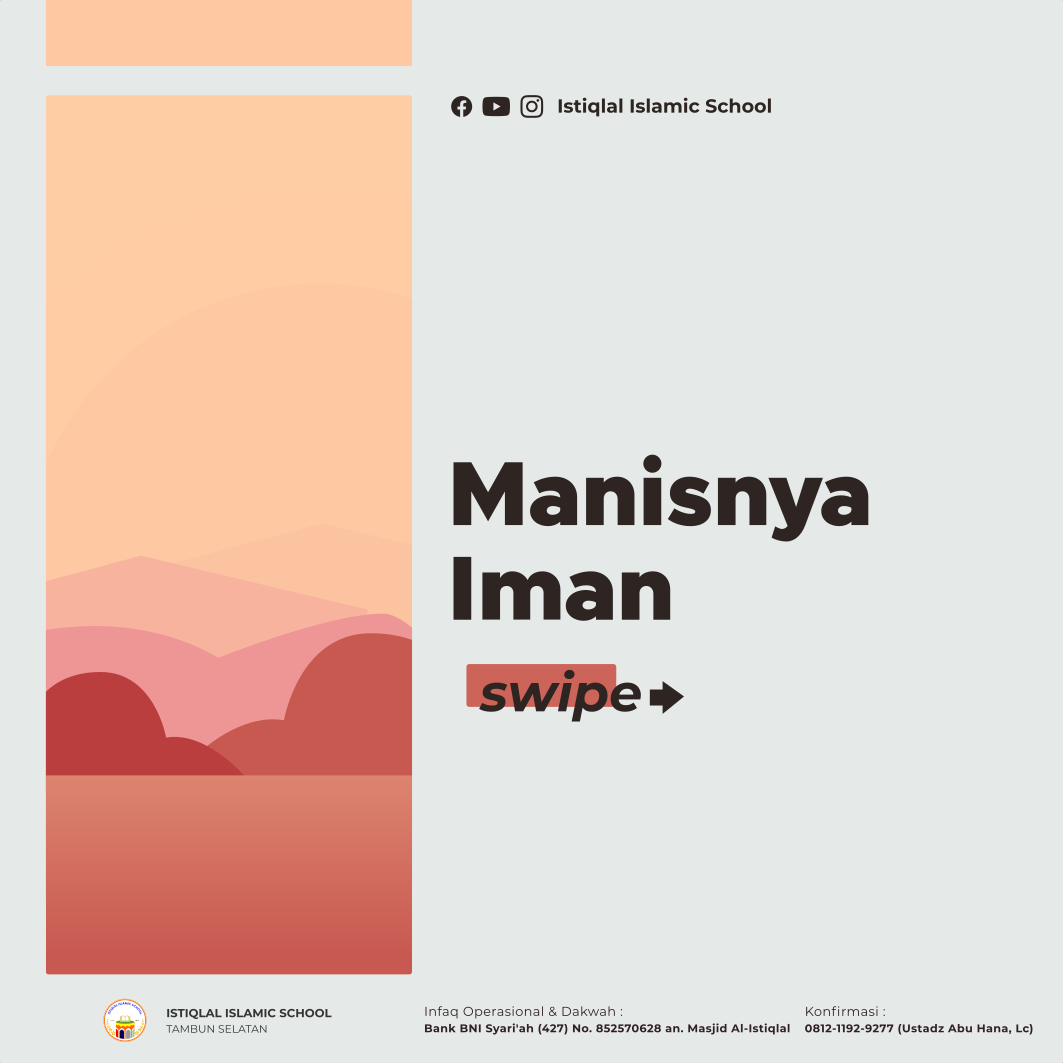 Istiqlal Islamic School
Manisnya
Iman
swipe
ISTIQLAL ISLAMIC SCHOOL
TAMBUN SELATAN
Infaq Operasional & Dakwah :
Bank BNI Syari'ah (427) No. 852570628 an. Masjid Al-Istiqlal
Konfirmasi :
0812-1192-9277 (Ustadz Abu Hana, Lc)